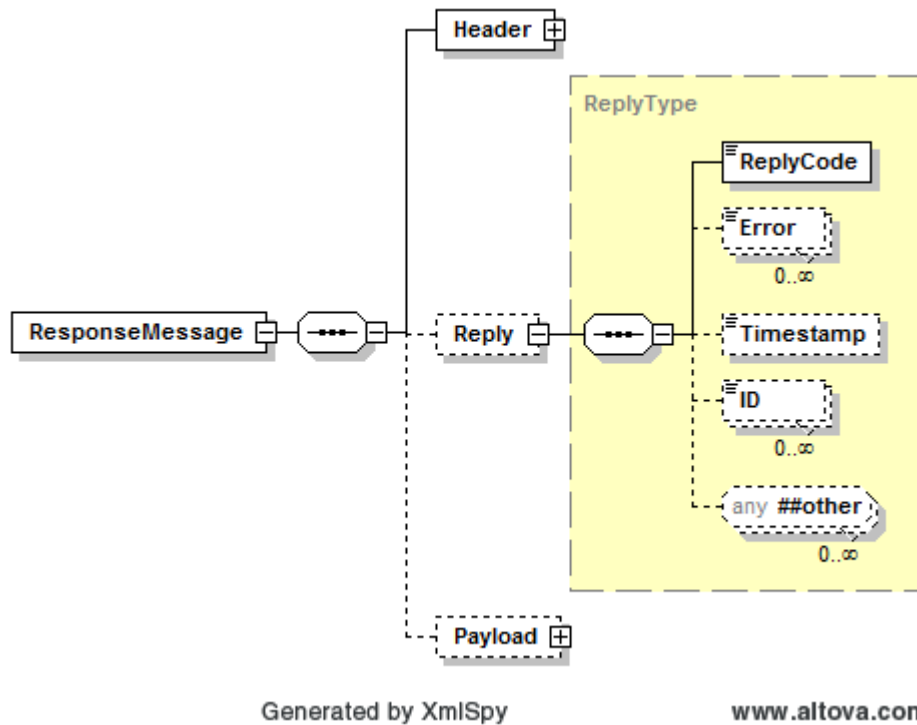 Header
ReplyType
ReplyCode
Error
0..∞
ResponseMessage
Reply
Timestamp
ID
0..∞
any ##other
0..∞
Payload
Generated by XmlSpy
www.altova.com